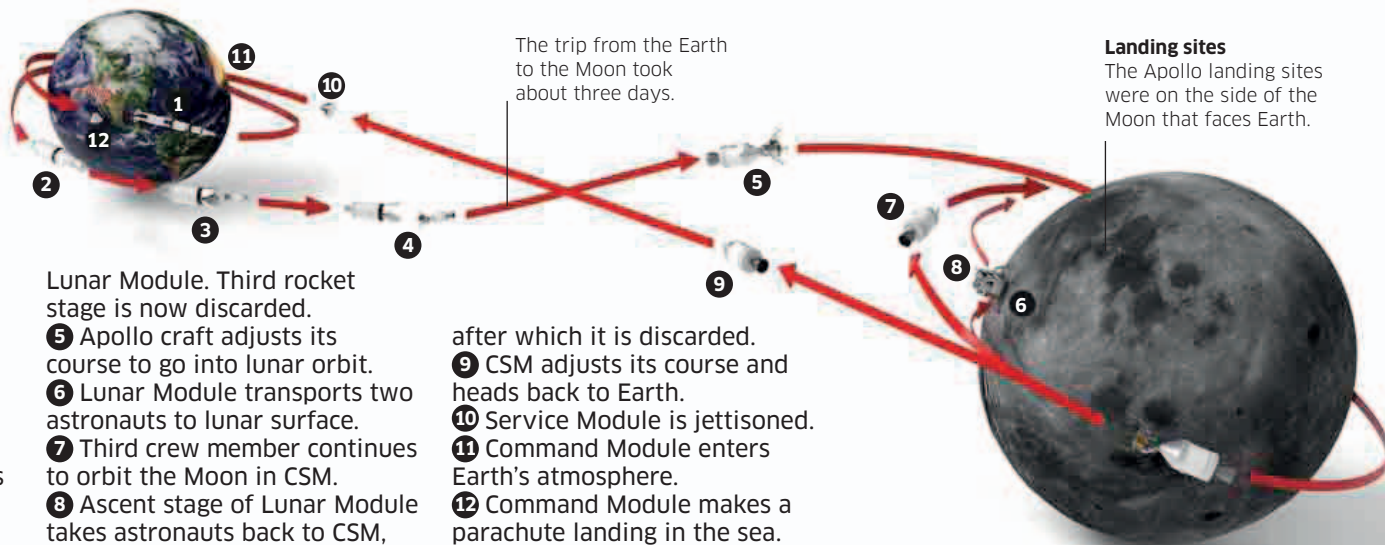 11
10
1
12
2
3
4
5
7
8
6
9
The trip from the Earth
to the Moon took
about three days.
Landing sites
The Apollo landing sites
were on the side of the
Moon that faces Earth.
s
Lunar Module. Third rocket
stage is now discarded.
5 Apollo craft adjusts its
course to go into lunar orbit.
6 Lunar Module transports two
astronauts to lunar surface.
7 Third crew member continues
to orbit the Moon in CSM.
8 Ascent stage of Lunar Module
takes astronauts back to CSM,
after which it is discarded.
9 CSM adjusts its course and
heads back to Earth.
10 Service Module is jettisoned.
11 Command Module enters
Earth's atmosphere.
12 Command Module makes a
parachute landing in the sea.